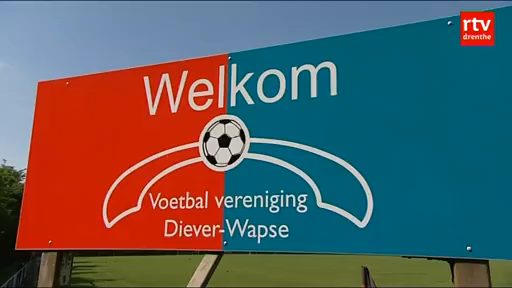 rtv
drenthe
Welkom
Voetbal vereniging
Diever-Wapse